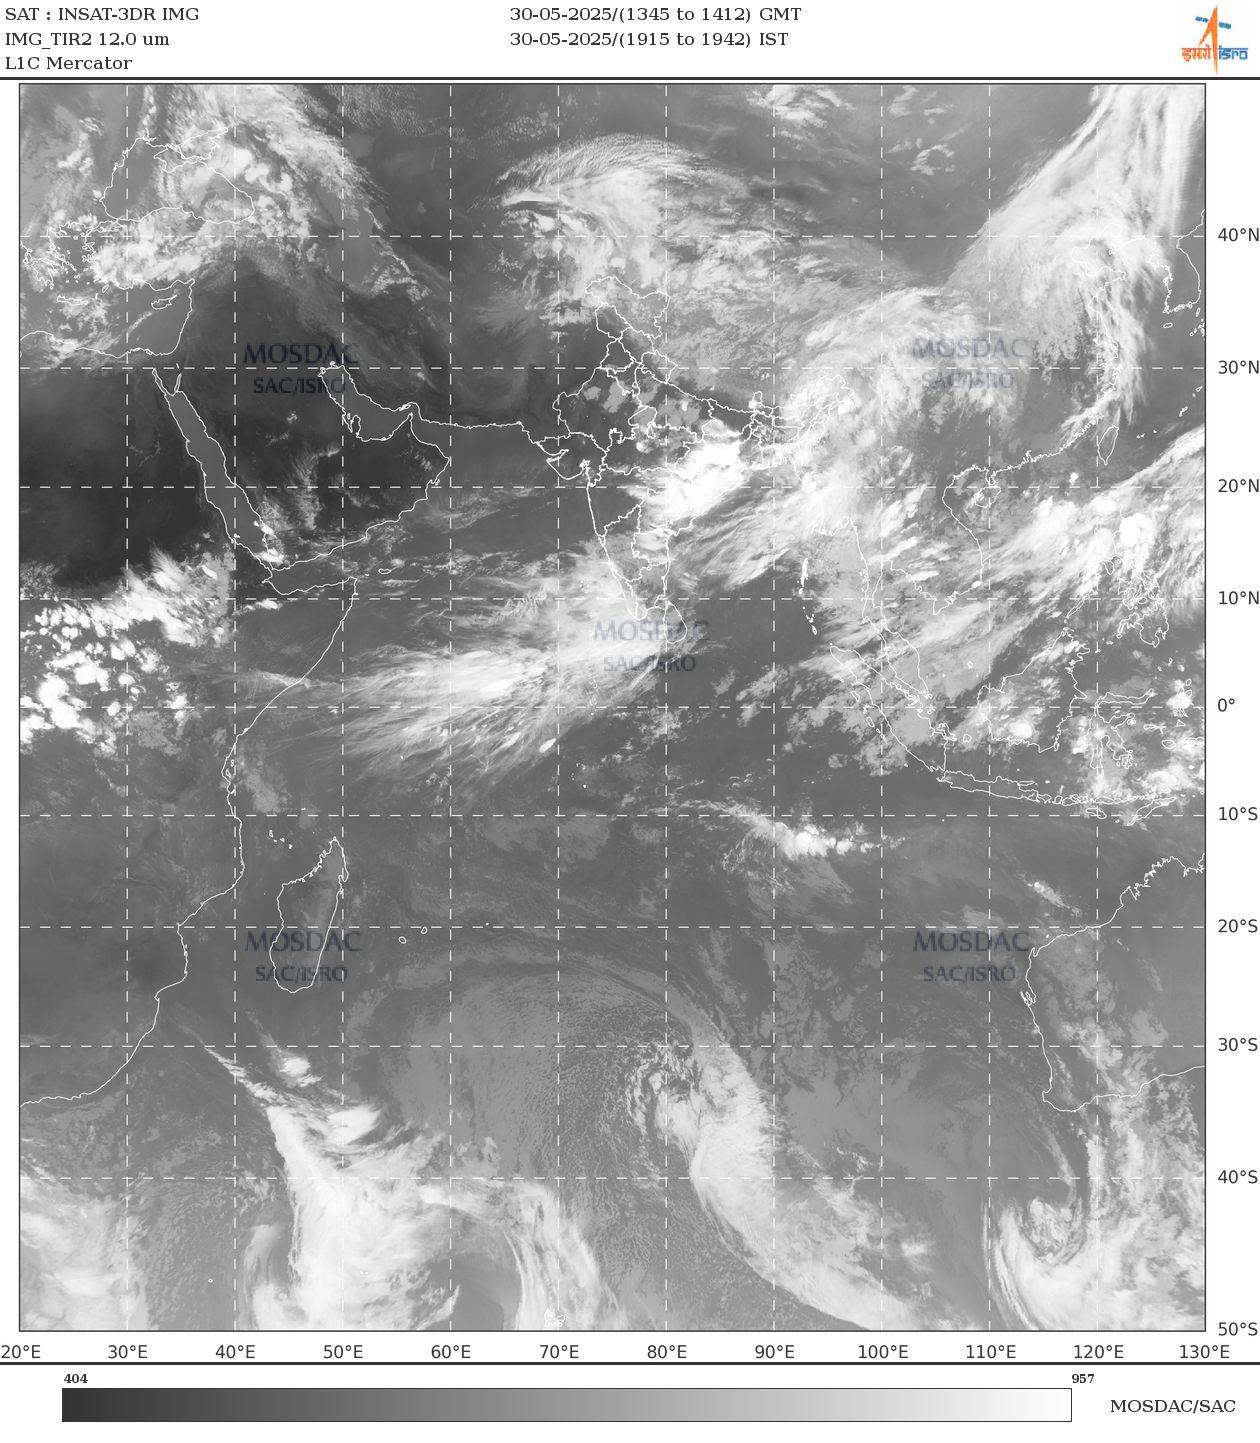 SAT : INSAT-3DR IMG
30-05-2025/(1345 to 1412) GMT
IMG_TIR2 12.0 um
30-05-2025/(1915 to 1942) IST
L1C Mercator
इसरो isro
40°N
MOSDAC
SAC/ISRO
MOSDAC
SAC/ISRO
30°N
20°N
10°N
MOSDAC
SAC/ISRO
0°
10°S
20°S
MOSDAC
SAC/ISRO
MOSDAC
SAC/ISRO
30°S
40°S
50°S
20°E 30°E 40°E 50°E 60°E 70°E 80°E 90°E 100°E 110°E 120°E 130°E
404
957
MOSDAC/SAC